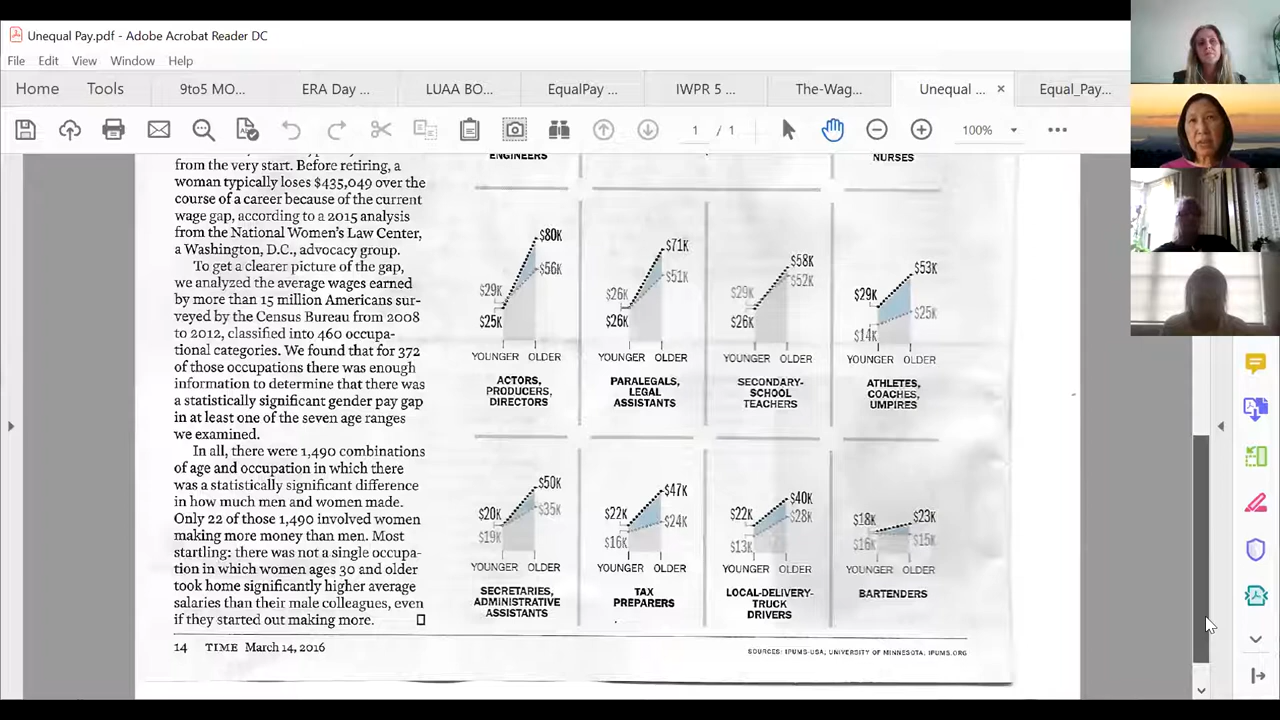 Unequal Pay.pdf - Adobe Acrobat Reader DC
File Edit View Window Help
Home Tools 9to5 MO... ERA Day ... LUAA BO... EqualPay ... IWPR 5 ... The-Wag... Unequal ... × Equal_Pay...
1 / 1 100%
from the very start. Before retiring, a
woman typically loses $435,049 over the
course of a career because of the current
wage gap, according to a 2015 analysis
from the National Women's Law Center,
a Washington, D.C., advocacy group.
To get a clearer picture of the gap,
we analyzed the average wages earned
by more than 15 million Americans sur-
veyed by the Census Bureau from 2008
to 2012, classified into 460 occupa-
tional categories. We found that for 372
of those occupations there was enough
information to determine that there was
a statistically significant gender pay gap
in at least one of the seven age ranges
we examined.
In all, there were 1,490 combinations
of age and occupation in which there
was a statistically significant difference
in how much men and women made.
Only 22 of those 1,490 involved women
making more money than men. Most
startling: there was not a single occupa-
tion in which women ages 30 and older
took home significantly higher average
salaries than their male colleagues, even
if they started out making more.
ENGINEERS
NURSES
$80K
$56K
$29K
$25K
YOUNGER OLDER
ACTORS,
PRODUCERS,
DIRECTORS
$71K
$51K
$26K
$26K
YOUNGER OLDER
PARALEGALS,
LEGAL
ASSISTANTS
$58K
$52K
$29K
$26K
YOUNGER OLDER
SECONDARY-
SCHOOL
TEACHERS
$53K
$29K
$25K
$14K
YOUNGER OLDER
ATHLETES,
COACHES,
UMPIRES
$50K
$35K
$20K
$19K
YOUNGER OLDER
SECRETARIES,
ADMINISTRATIVE
ASSISTANTS
$47K
$24K
$22K
$16K
YOUNGER OLDER
TAX
PREPARERS
$40K
$28K
$22K
$13K
YOUNGER OLDER
LOCAL-DELIVERY-
TRUCK
DRIVERS
$23K
$18K
$16K
$15K
YOUNGER OLDER
BARTENDERS
14 TIME March 14, 2016
SOURCES: IPUMS-USA, UNIVERSITY OF MINNESOTA, IPUMS.ORG